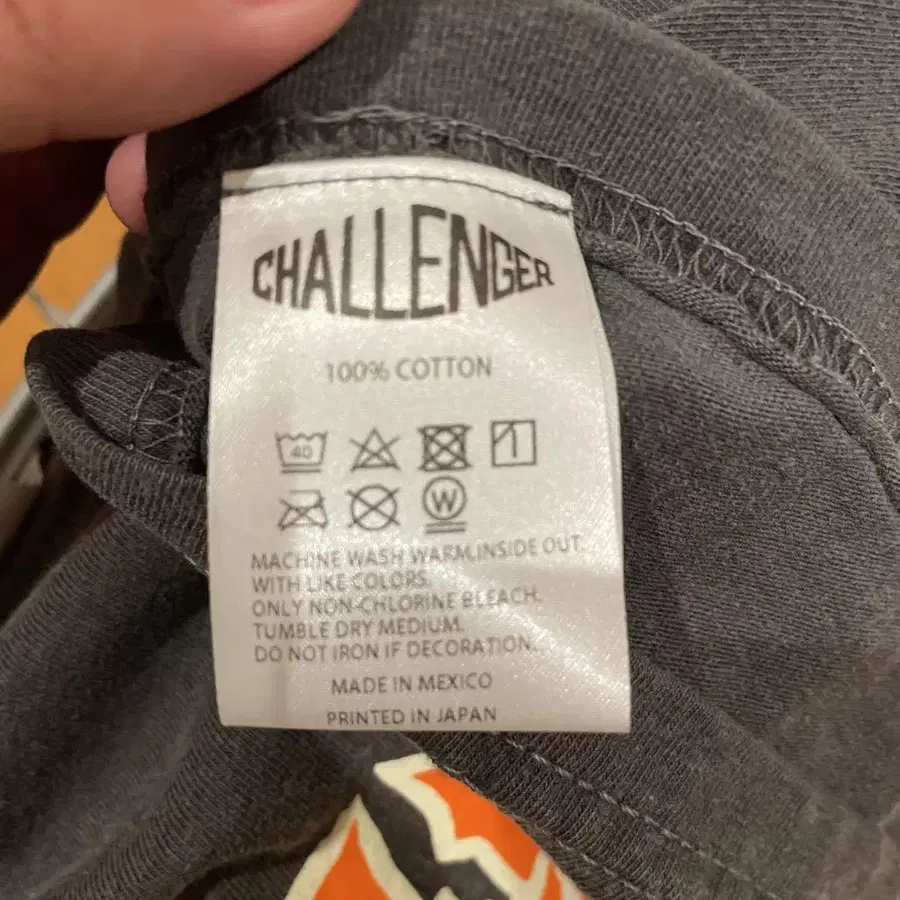 CHALLENGER
100% COTTON
40
W
MACHINE WASH WARM,INSIDE OUT
WITH LIKE COLORS.
ONLY NON-CHLORINE BLEACH.
TUMBLE DRY MEDIUM.
DO NOT IRON IF DECORATION.
MADE IN MEXICO
PRINTED IN JAPAN